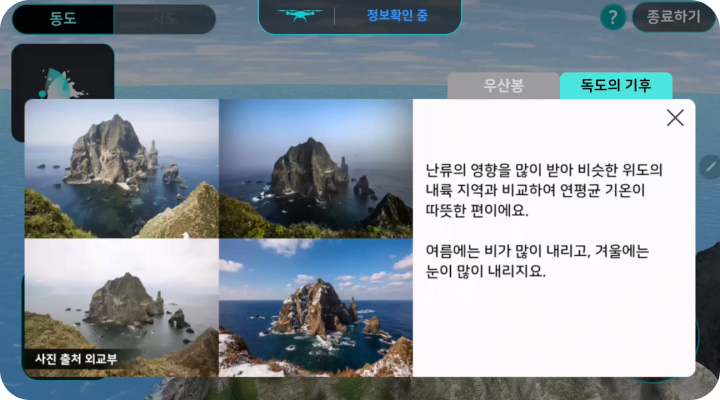 동도
서도
정보확인 중
?
종료하기
우산봉
독도의 기후
난류의 영향을 많이 받아 비슷한 위도의
내륙 지역과 비교하여 연평균 기온이
따뜻한 편이에요.
여름에는 비가 많이 내리고, 겨울에는
눈이 많이 내리지요.
사진 출처 외교부